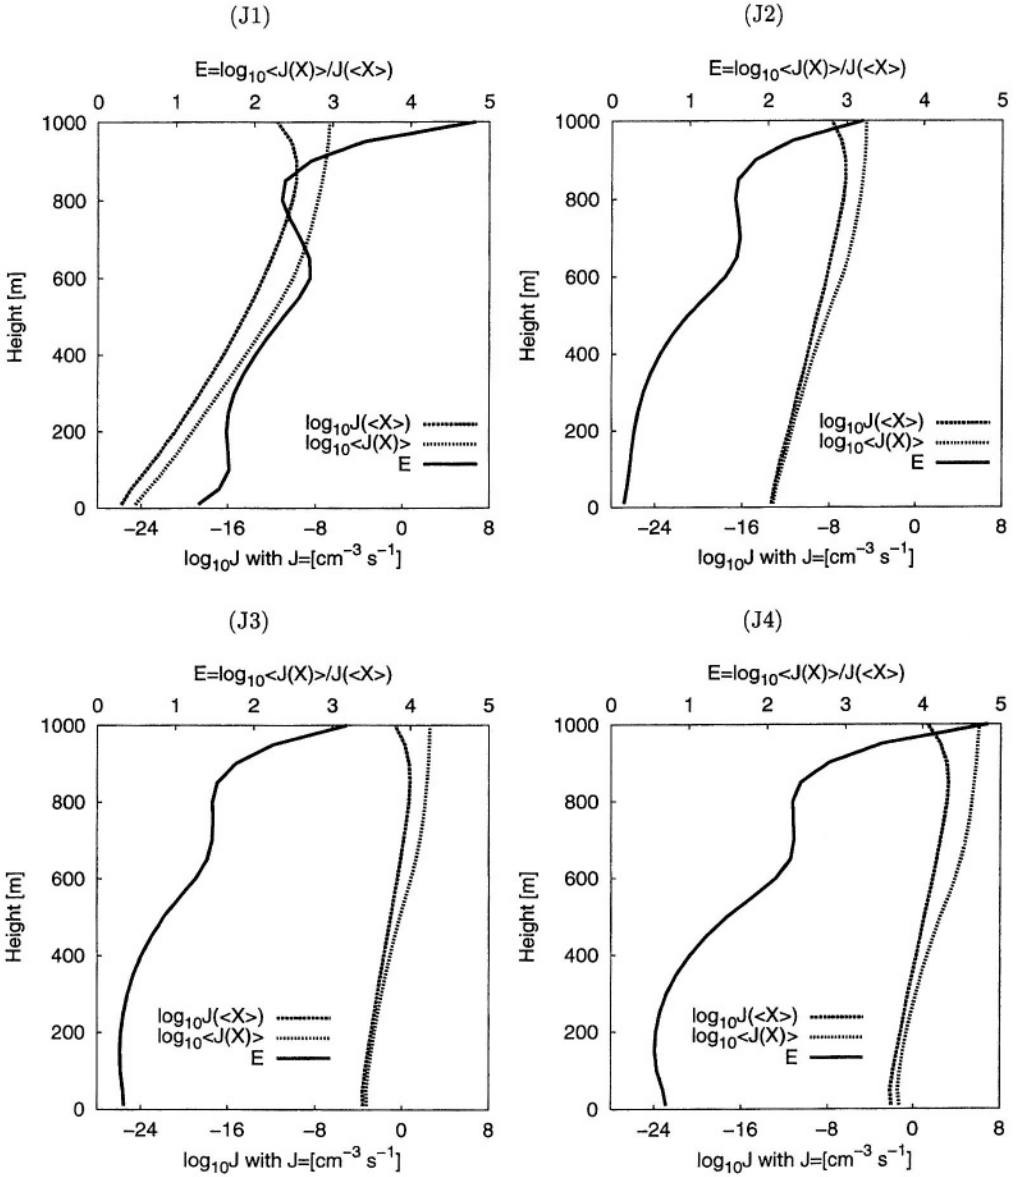 (J1)
E=log10<J(X)>/J(<X>)
0 1 2 3 4 5
1000
800
600
400
200
0
Height [m]
log10J(<X>)
log10<J(X)>
E
−24 −16 −8 0 8
log10J with J=[cm−3 s−1]
(J2)
E=log10<J(X)>/J(<X>)
0 1 2 3 4 5
1000
800
600
400
200
0
Height [m]
log10J(<X>)
log10<J(X)>
E
−24 −16 −8 0 8
log10J with J=[cm−3 s−1]
(J3)
E=log10<J(X)>/J(<X>)
0 1 2 3 4 5
1000
800
600
400
200
0
Height [m]
log10J(<X>)
log10<J(X)>
E
−24 −16 −8 0 8
log10J with J=[cm−3 s−1]
(J4)
E=log10<J(X)>/J(<X>)
0 1 2 3 4 5
1000
800
600
400
200
0
Height [m]
log10J(<X>)
log10<J(X)>
E
−24 −16 −8 0 8
log10J with J=[cm−3 s−1]